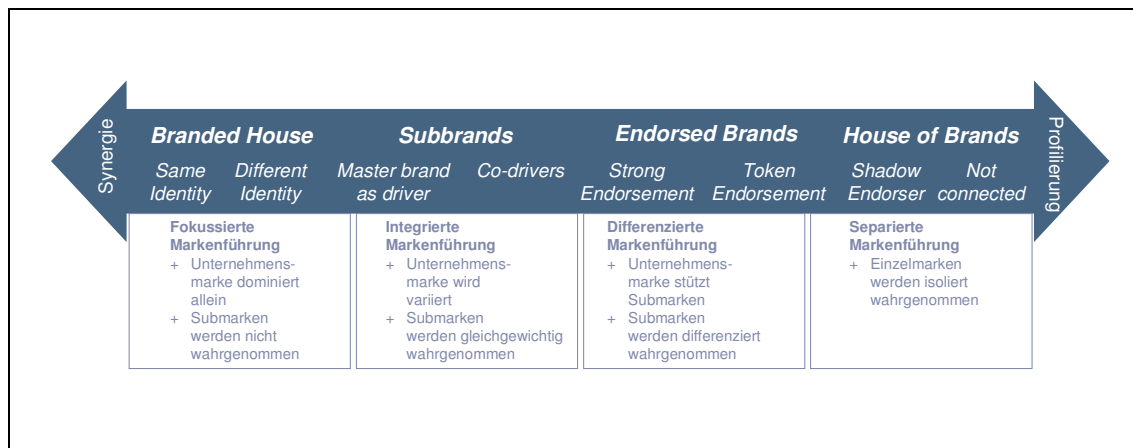 Synergie
Branded House
Same
Identity
Different
Identity
Subbrands
Master brand
as driver
Co-drivers
Endorsed Brands
Strong
Endorsement
Token
Endorsement
House of Brands
Shadow
Endorser
Not
connected
Profilierung
Fokussierte
Markenführung
+ Unternehmens-
marke dominiert
allein
+ Submarken
werden nicht
wahrgenommen
Integrierte
Markenführung
+ Unternehmens-
marke wird
variiert
+ Submarken
werden gleichgewichtig
wahrgenommen
Differenzierte
Markenführung
+ Unternehmens-
marke stützt
Submarken
+ Submarken
werden differenziert
wahrgenommen
Separierte
Markenführung
+ Einzelmarken
werden isoliert
wahrgenommen